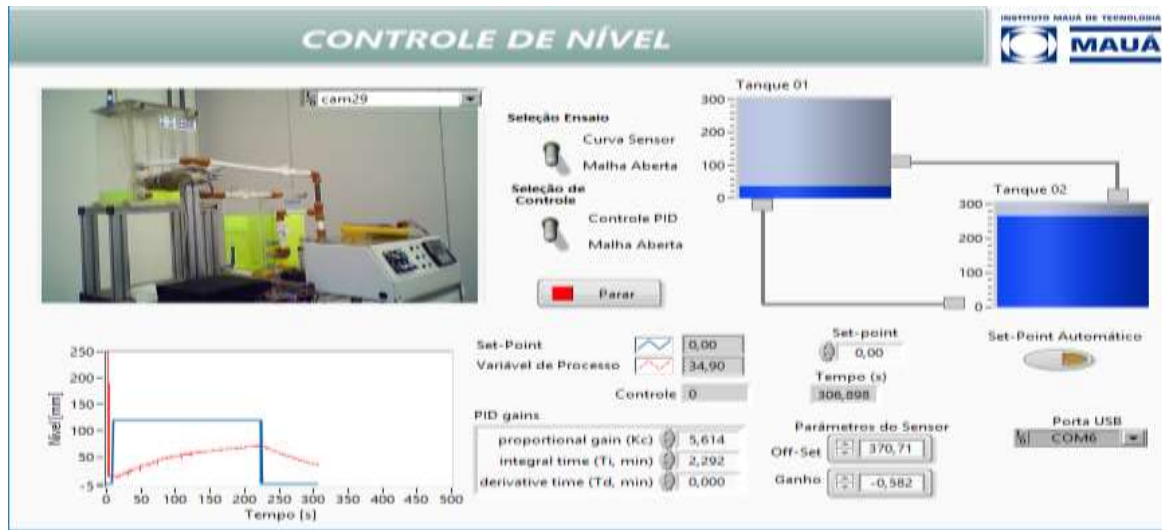 CONTROLE DE NÍVEL
INSTITUTO MAUÁ DE TECNOLOGIA
MAUÁ
cam29
Seleção Ensaio
Curva Sensor
Malha Aberta
Seleção de
Controle
Controle PID
Malha Aberta
Parar
Tanque 01
300
200
100
0
Tanque 02
300
200
100
0
Nível [mm]
250
200
150
100
50
-5
0 50 100 150 200 250 300 350 400 450 500
Tempo [s]
Set-Point 0,00
Variável de Processo 34,90
Controle 0
PID gains
proportional gain (Kc) 5,614
integral time (Ti, min) 2,292
derivative time (Td, min) 0,000
Set-point
0,00
Tempo (s)
306,898
Parâmetros do Sensor
Off-Set 370,71
Ganho -0,582
Set-Point Automático
Porta USB
COM6